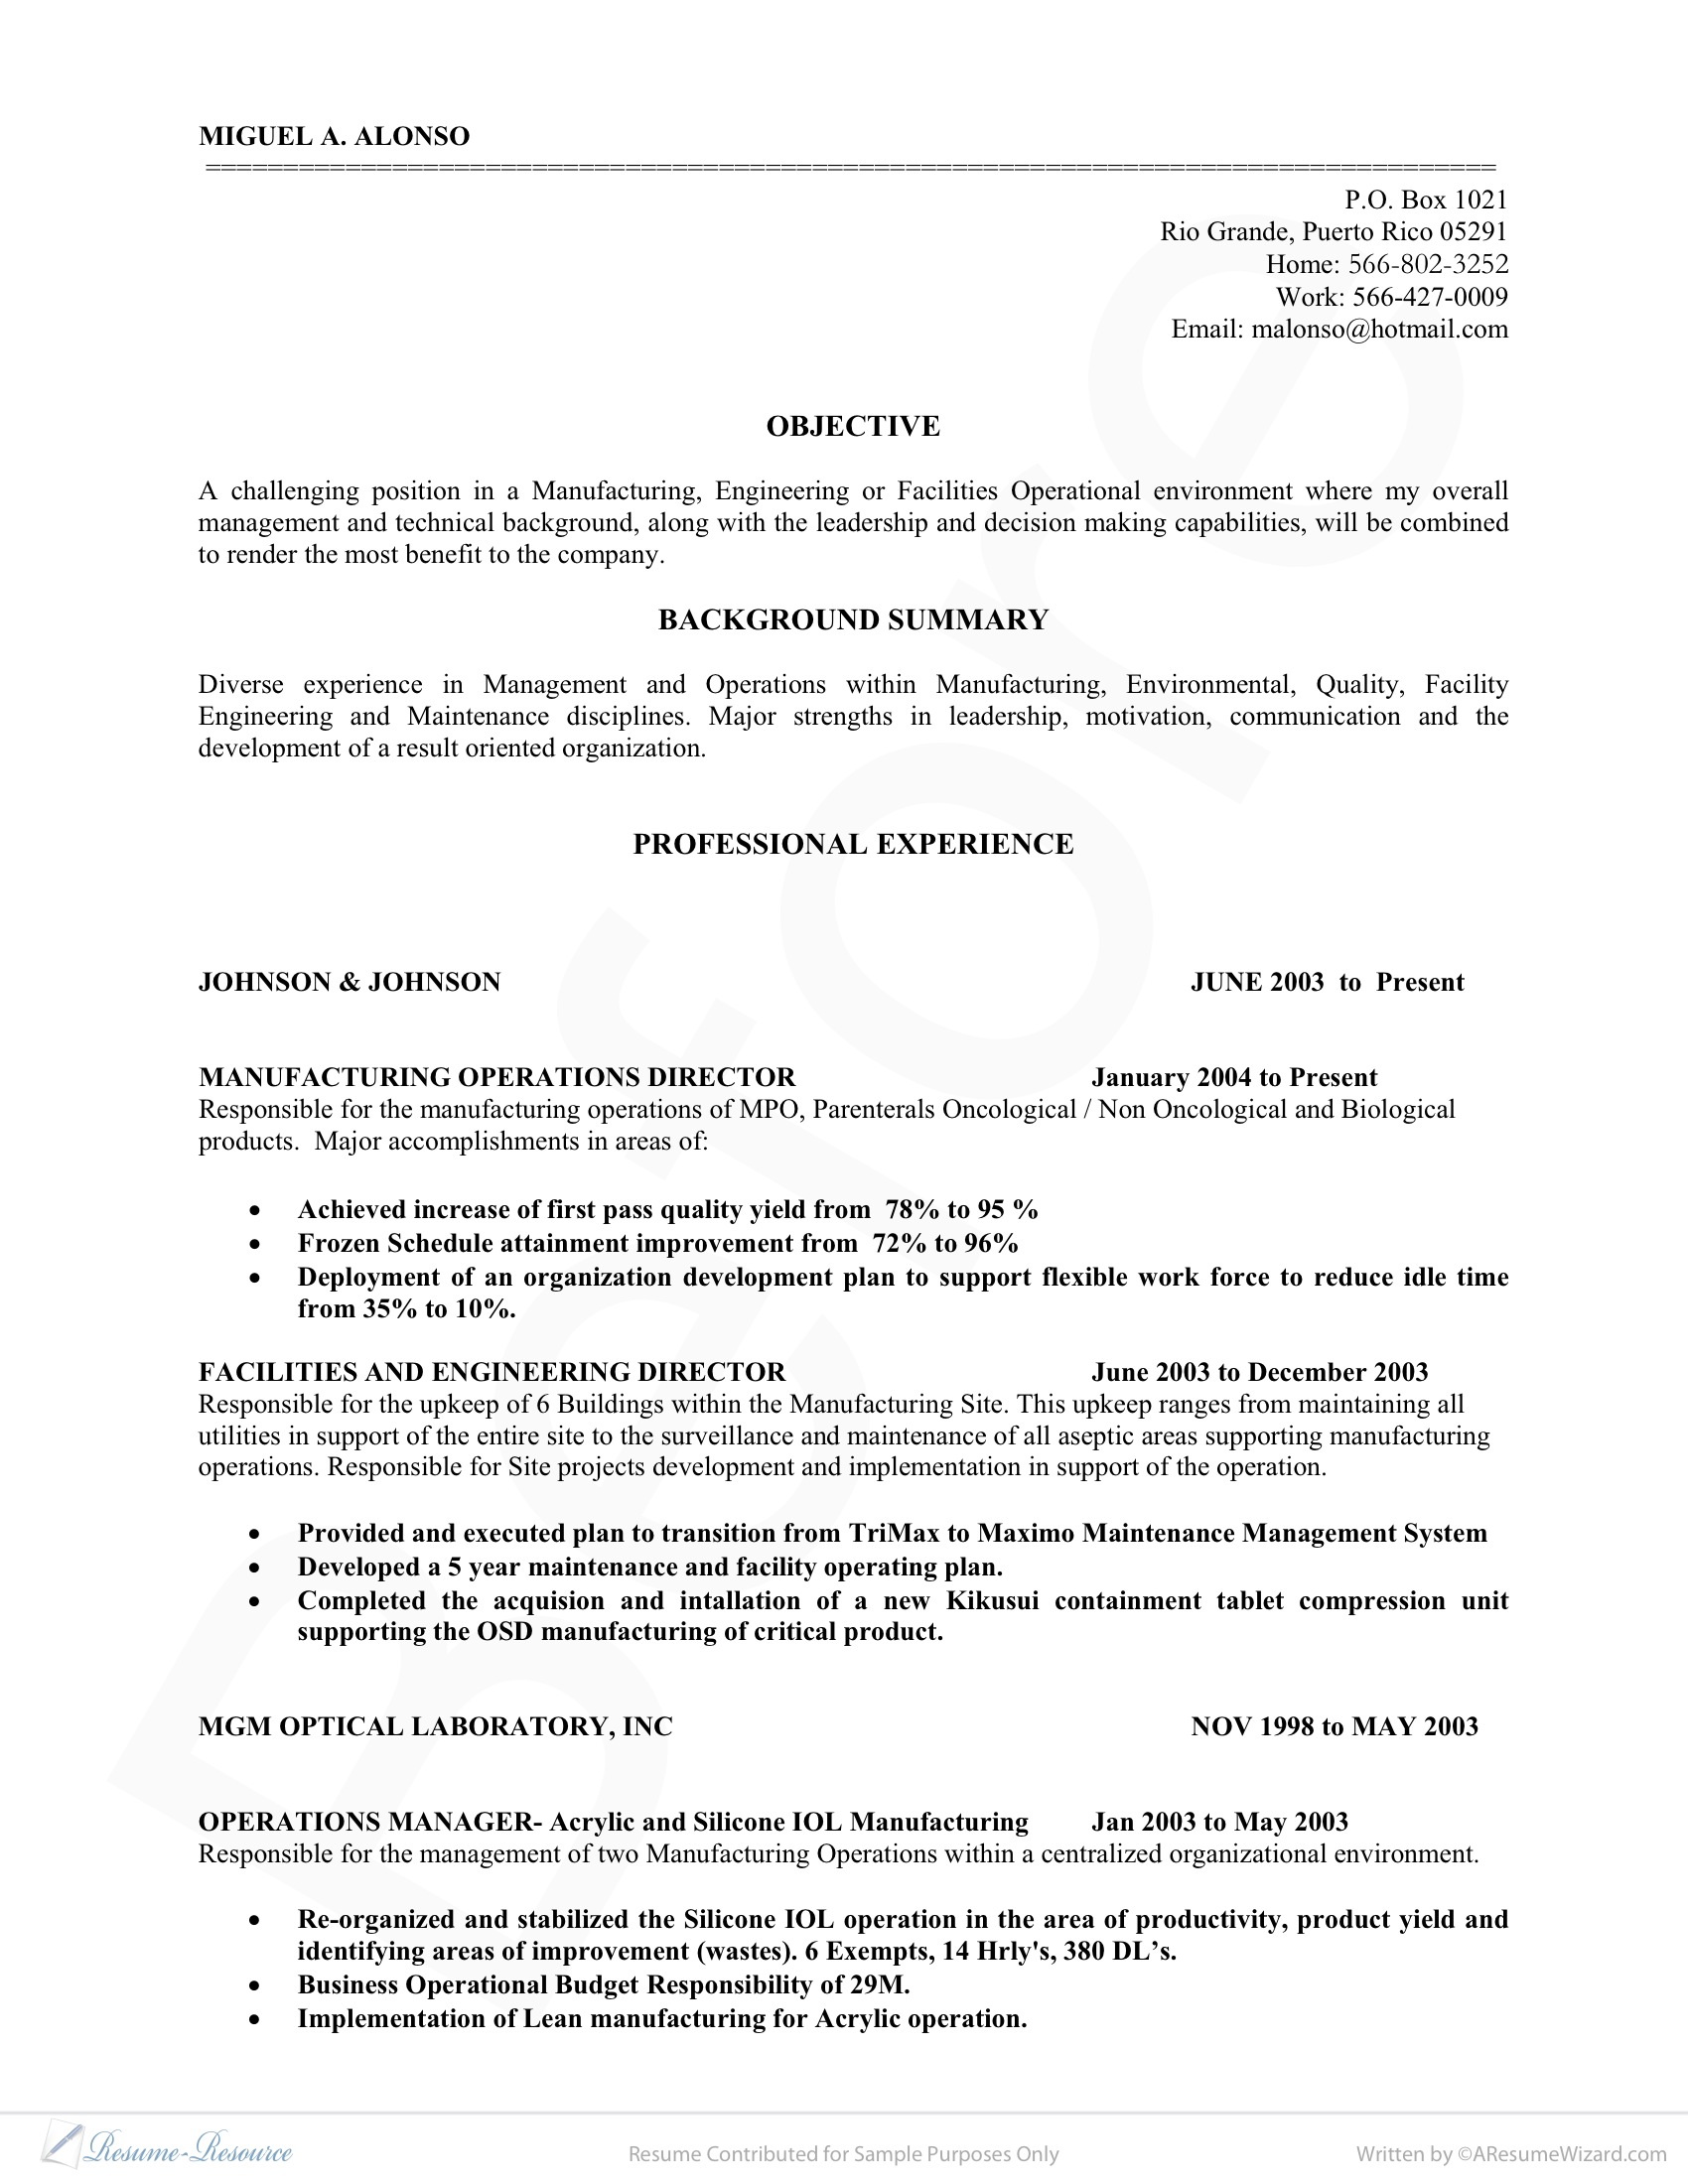 MIGUEL A. ALONSO
===================================================================================
P.O. Box 1021
Rio Grande, Puerto Rico 05291
Home: 566-802-3252
Work: 566-427-0009
Email: malonso@hotmail.com
OBJECTIVE
A challenging position in a Manufacturing, Engineering or Facilities Operational environment where my overall
management and technical background, along with the leadership and decision making capabilities, will be combined
to render the most benefit to the company.
BACKGROUND SUMMARY
Diverse experience in Management and Operations within Manufacturing, Environmental, Quality, Facility
Engineering and Maintenance disciplines. Major strengths in leadership, motivation, communication and the
development of a result oriented organization.
PROFESSIONAL EXPERIENCE
JOHNSON & JOHNSON JUNE 2003 to Present
MANUFACTURING OPERATIONS DIRECTOR January 2004 to Present
Responsible for the manufacturing operations of MPO, Parenterals Oncological / Non Oncological and Biological
products. Major accomplishments in areas of:
• Achieved increase of first pass quality yield from 78% to 95 %
• Frozen Schedule attainment improvement from 72% to 96%
• Deployment of an organization development plan to support flexible work force to reduce idle time
from 35% to 10%.
FACILITIES AND ENGINEERING DIRECTOR June 2003 to December 2003
Responsible for the upkeep of 6 Buildings within the Manufacturing Site. This upkeep ranges from maintaining all
utilities in support of the entire site to the surveillance and maintenance of all aseptic areas supporting manufacturing
operations. Responsible for Site projects development and implementation in support of the operation.
• Provided and executed plan to transition from TriMax to Maximo Maintenance Management System
• Developed a 5 year maintenance and facility operating plan.
• Completed the acquision and intallation of a new Kikusui containment tablet compression unit
supporting the OSD manufacturing of critical product.
MGM OPTICAL LABORATORY, INC NOV 1998 to MAY 2003
OPERATIONS MANAGER- Acrylic and Silicone IOL Manufacturing Jan 2003 to May 2003
Responsible for the management of two Manufacturing Operations within a centralized organizational environment.
• Re-organized and stabilized the Silicone IOL operation in the area of productivity, product yield and
identifying areas of improvement (wastes). 6 Exempts, 14 Hrly's, 380 DL’s.
• Business Operational Budget Responsibility of 29M.
• Implementation of Lean manufacturing for Acrylic operation.
Before
Resume-Resource Resume Contributed for Sample Purposes Only Written by ©AResumeWizard.com